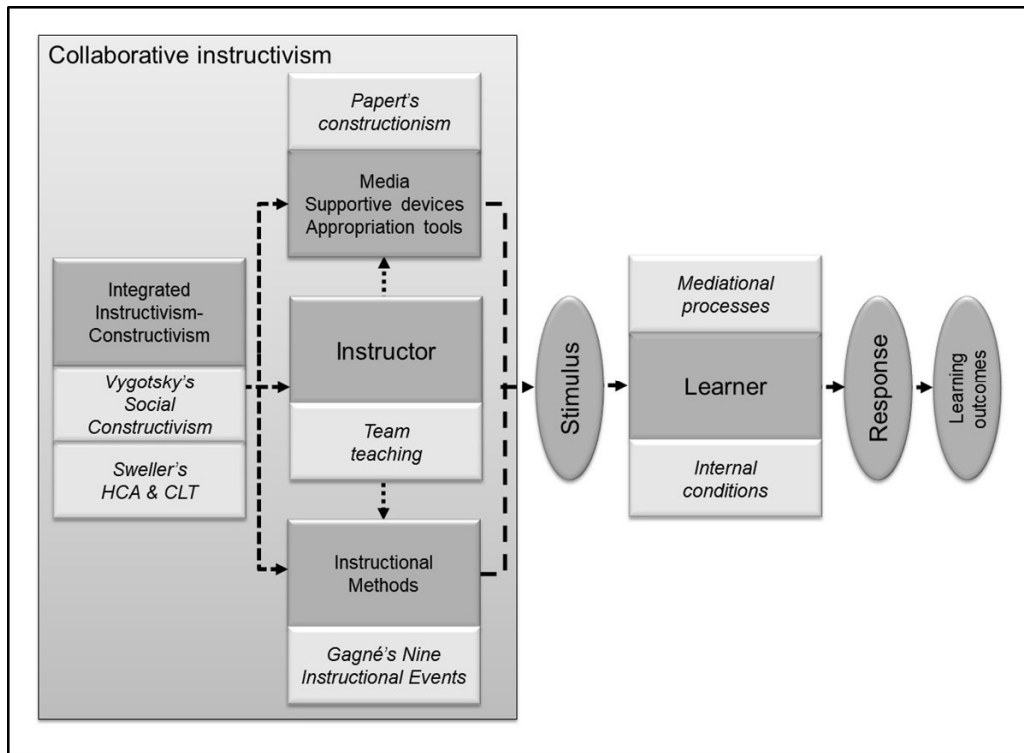 Collaborative instructivism
Papert's
constructionism
Media
Supportive devices
Appropriation tools
Integrated
Instructivism-
Constructivism
Vygotsky's
Social
Constructivism
Sweller's
HCA & CLT
Instructor
Team
teaching
Instructional
Methods
Gagné's Nine
Instructional Events
Stimulus
Mediational
processes
Learner
Internal
conditions
Response
Learning
outcomes